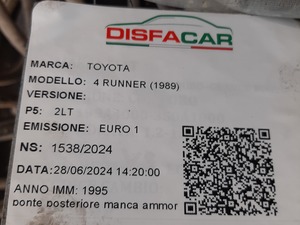 DISFACAR
MARCA: TOYOTA
MODELLO: 4 RUNNER (1989)
VERSIONE:
P5: 2LT
EMISSIONE: EURO 1
NS: 1538/2024
DATA:28/06/2024 14:20:00
ANNO IMM: 1995
ponte posteriore manca ammor